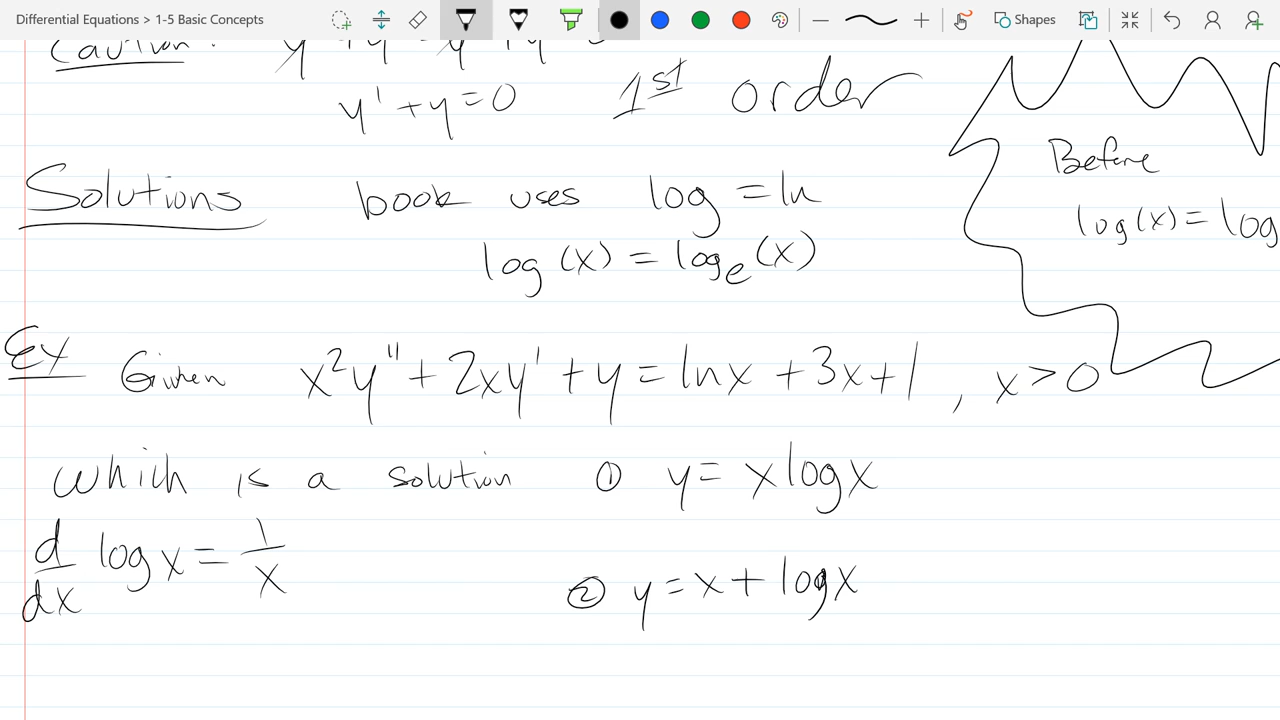 Differential Equations > 1-5 Basic Concepts
Shapes
Caution:
y' + y = 0 1st order
Before
Solutions book uses log = ln
log(x) = log
log(x) = logₑ(x)
Ex Given x²y'' + 2xy' + y = ln x + 3x + 1, x > 0
which is a solution ① y = x log x
d/dx log x = 1/x
② y = x + log x